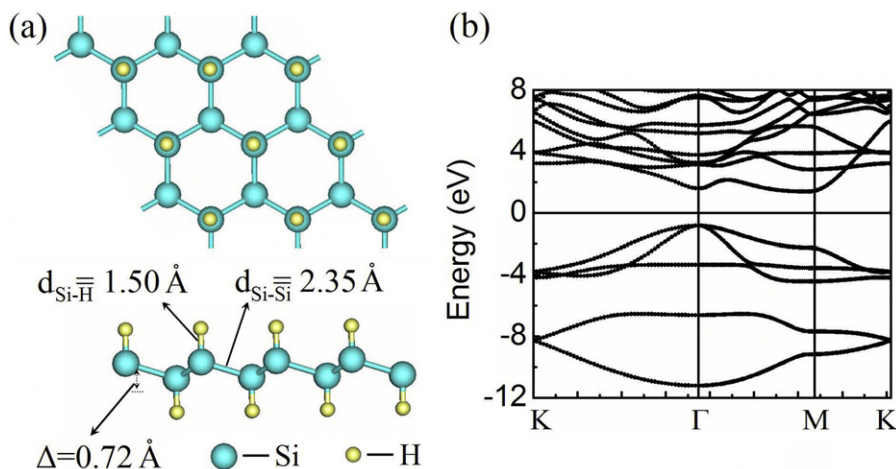 (a)
d_Si-H = 1.50 Å
d_Si-Si = 2.35 Å
Δ=0.72 Å
Si
H
(b)
Energy (eV)
8
4
0
-4
-8
-12
K
Γ
M
K